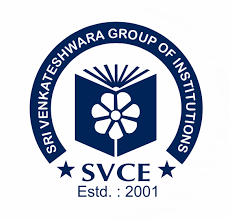 SRI VENKATESHWARA GROUP OF INSTITUTIONS
SVCE
Estd. : 2001